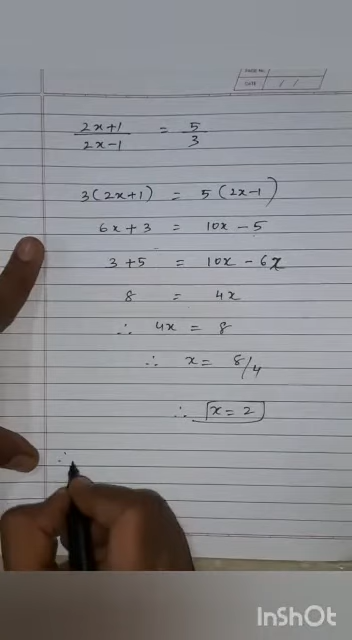 PAGE No.
DATE / /
2x+1 / 2x-1 = 5/3
3(2x+1) = 5(2x-1)
6x + 3 = 10x - 5
3 + 5 = 10x - 6x
8 = 4x
∴ 4x = 8
∴ x = 8/4
∴ x = 2
∴
InShOt